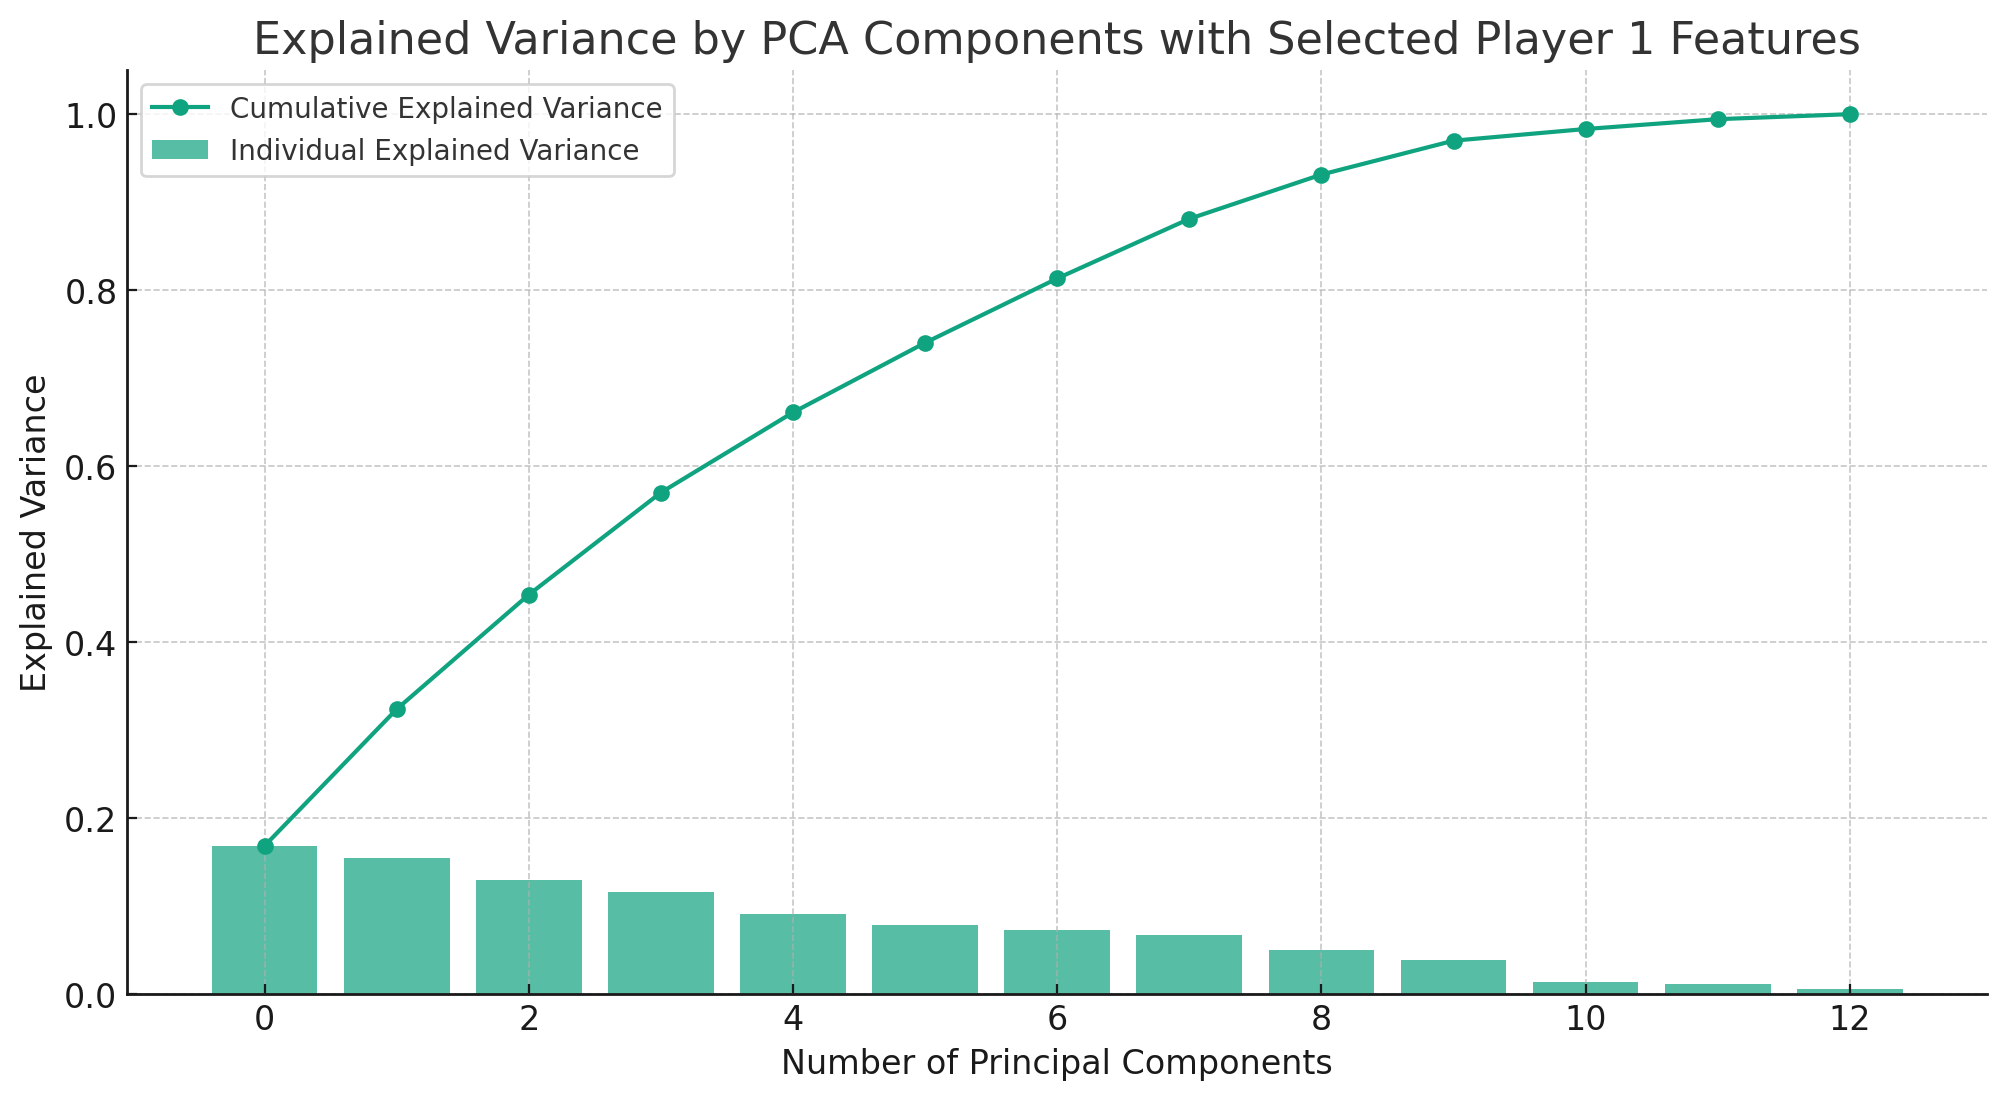 Explained Variance by PCA Components with Selected Player 1 Features
Cumulative Explained Variance
Individual Explained Variance
1.0
0.8
0.6
0.4
0.2
0.0
Explained Variance
0 2 4 6 8 10 12
Number of Principal Components